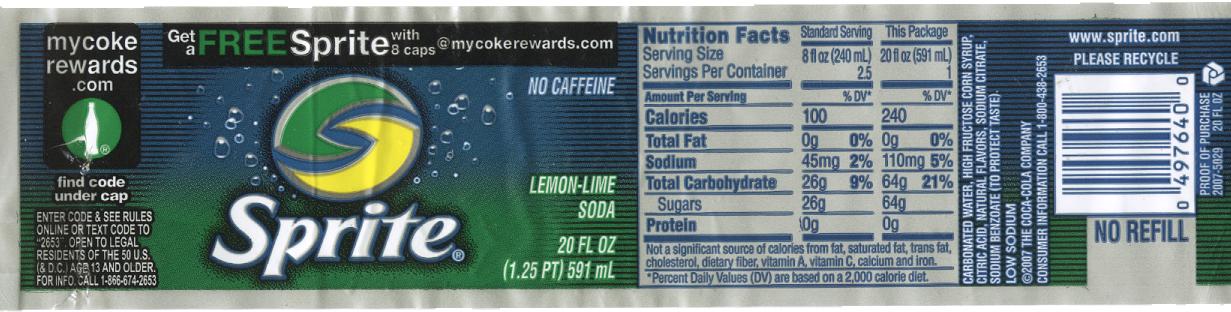 mycoke
rewards
.com
find code
under cap
ENTER CODE & SEE RULES
ONLINE OR TEXT CODE TO
"2653". OPEN TO LEGAL
RESIDENTS OF THE 50 U.S.
(& D.C.) AGE 13 AND OLDER.
FOR INFO. CALL 1-866-674-2653
Get a FREE Sprite with 8 caps @mycokerewards.com
NO CAFFEINE
Sprite®
LEMON-LIME
SODA
20 FL OZ
(1.25 PT) 591 mL
Nutrition Facts Standard Serving This Package
Serving Size 8 fl oz (240 mL) 20 fl oz (591 mL)
Servings Per Container 2.5 1
Amount Per Serving % DV* % DV*
Calories 100 240
Total Fat 0g 0% 0g 0%
Sodium 45mg 2% 110mg 5%
Total Carbohydrate 26g 9% 64g 21%
Sugars 26g 64g
Protein 0g 0g
Not a significant source of calories from fat, saturated fat, trans fat,
cholesterol, dietary fiber, vitamin A, vitamin C, calcium and iron.
*Percent Daily Values (DV) are based on a 2,000 calorie diet.
CARBONATED WATER, HIGH FRUCTOSE CORN SYRUP,
CITRIC ACID, NATURAL FLAVORS, SODIUM CITRATE,
SODIUM BENZOATE (TO PROTECT TASTE).
LOW SODIUM
©2007 THE COCA-COLA COMPANY
CONSUMER INFORMATION CALL 1-800-438-2653
www.sprite.com
PLEASE RECYCLE
0 497640 0
NO REFILL
PROOF OF PURCHASE
2007-5029 20 FL OZ